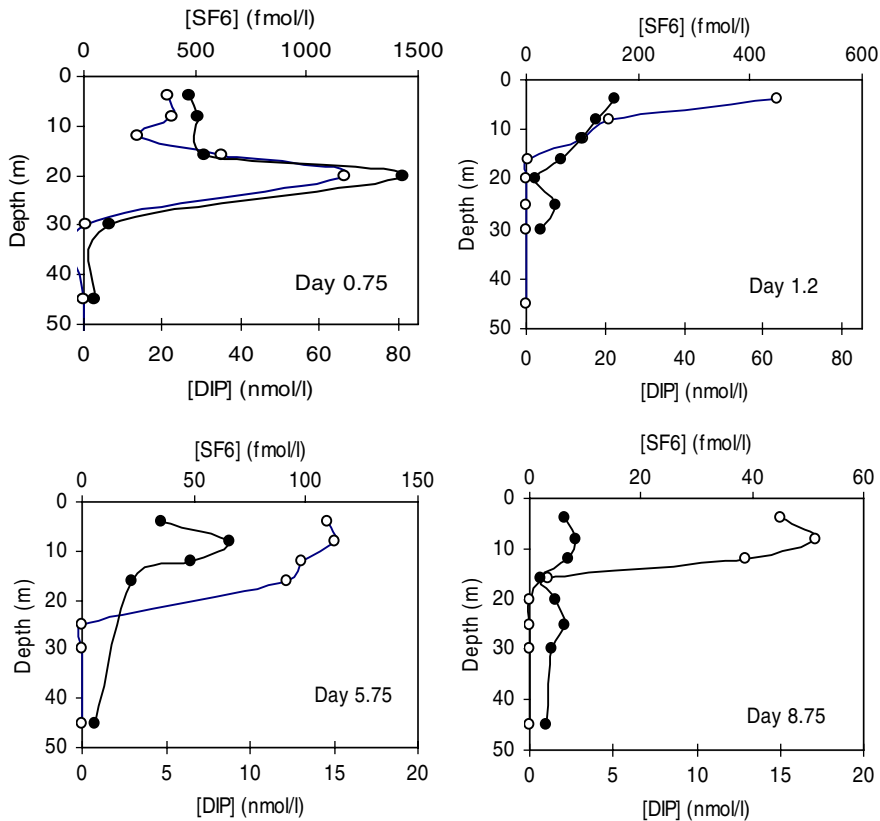 [SF6] (fmol/l)
0 500 1000 1500
0
10
20
30
40
50
Depth (m)
Day 0.75
0 20 40 60 80
[DIP] (nmol/l)
[SF6] (fmol/l)
0 200 400 600
0
10
20
30
40
50
Depth (m)
Day 1.2
0 20 40 60 80
[DIP] (nmol/l)
[SF6] (fmol/l)
0 50 100 150
0
10
20
30
40
50
Depth (m)
Day 5.75
0 5 10 15 20
[DIP] (nmol/l)
[SF6] (fmol/l)
0 20 40 60
0
10
20
30
40
50
Depth (m)
Day 8.75
0 5 10 15 20
[DIP] (nmol/l)